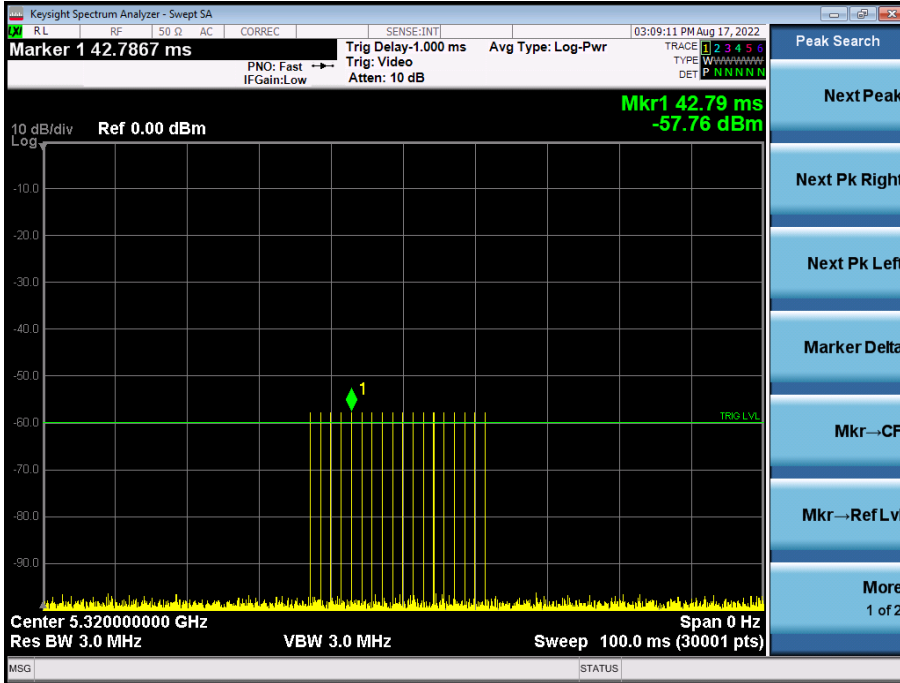 Keysight Spectrum Analyzer - Swept SA
LXI RL RF 50 Ω AC CORREC SENSE:INT 03:09:11 PM Aug 17, 2022
Marker 1 42.7867 ms
PNO: Fast
IFGain:Low
Trig Delay-1.000 ms
Trig: Video
Atten: 10 dB
Avg Type: Log-Pwr
TRACE 1 2 3 4 5 6
TYPE WWWWWW
DET P N N N N N
Mkr1 42.79 ms
-57.76 dBm
10 dB/div Ref 0.00 dBm
Log
-10.0
-20.0
-30.0
-40.0
-50.0
1
TRIG LVL
-60.0
-70.0
-80.0
-90.0
Center 5.320000000 GHz Span 0 Hz
Res BW 3.0 MHz VBW 3.0 MHz Sweep 100.0 ms (30001 pts)
MSG STATUS
Peak Search
Next Peak
Next Pk Right
Next Pk Left
Marker Delta
Mkr→CF
Mkr→Ref Lvl
More
1 of 2